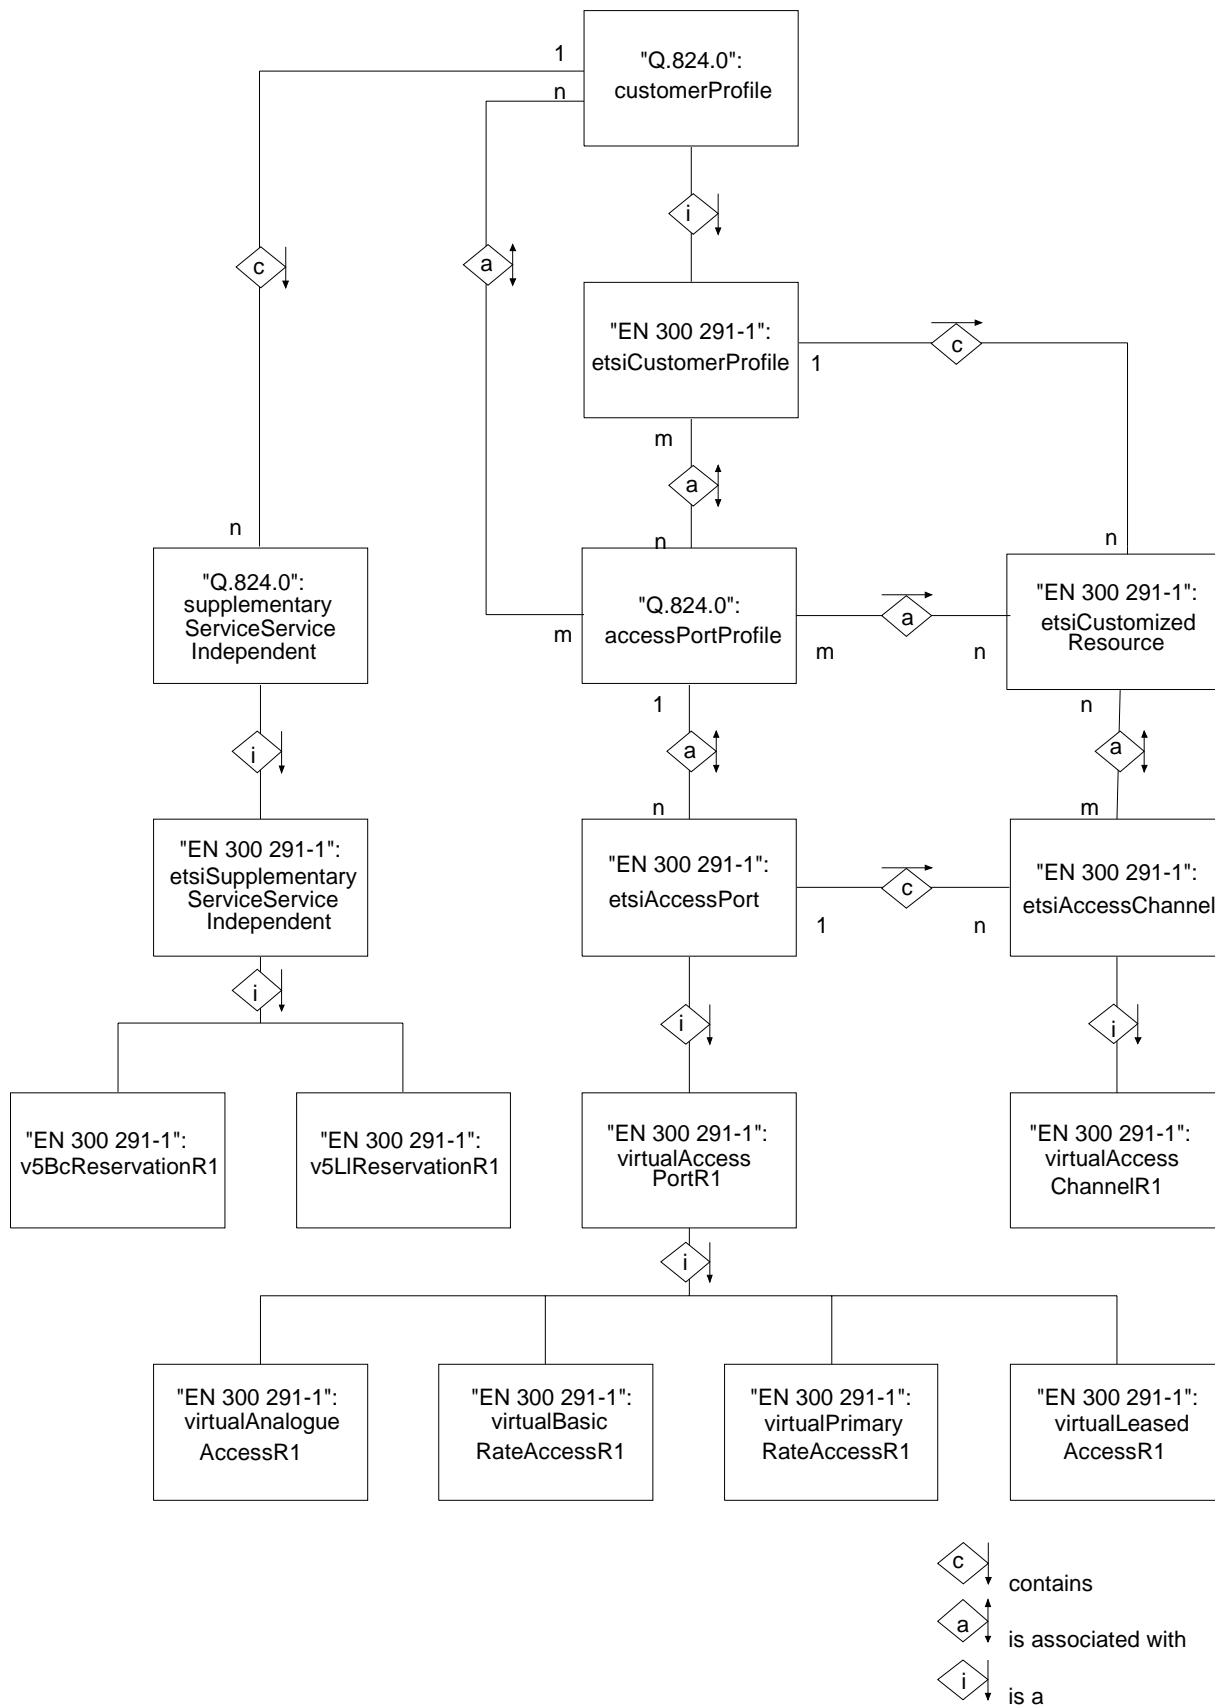 1
"Q.824.0":
customerProfile
n
i
c
a
"EN 300 291-1":
etsiCustomerProfile
1
c
m
a
n
n
n
"Q.824.0":
supplementary
ServiceService
Independent
"Q.824.0":
accessPortProfile
m
a
m
n
"EN 300 291-1":
etsiCustomized
Resource
1
n
i
a
a
n
m
"EN 300 291-1":
etsiSupplementary
ServiceService
Independent
"EN 300 291-1":
etsiAccessPort
c
1
n
"EN 300 291-1":
etsiAccessChannel
i
i
i
"EN 300 291-1":
v5BcReservationR1
"EN 300 291-1":
v5LlReservationR1
"EN 300 291-1":
virtualAccess
PortR1
"EN 300 291-1":
virtualAccess
ChannelR1
i
"EN 300 291-1":
virtualAnalogue
AccessR1
"EN 300 291-1":
virtualBasic
RateAccessR1
"EN 300 291-1":
virtualPrimary
RateAccessR1
"EN 300 291-1":
virtualLeased
AccessR1
c
contains
a
is associated with
i
is a